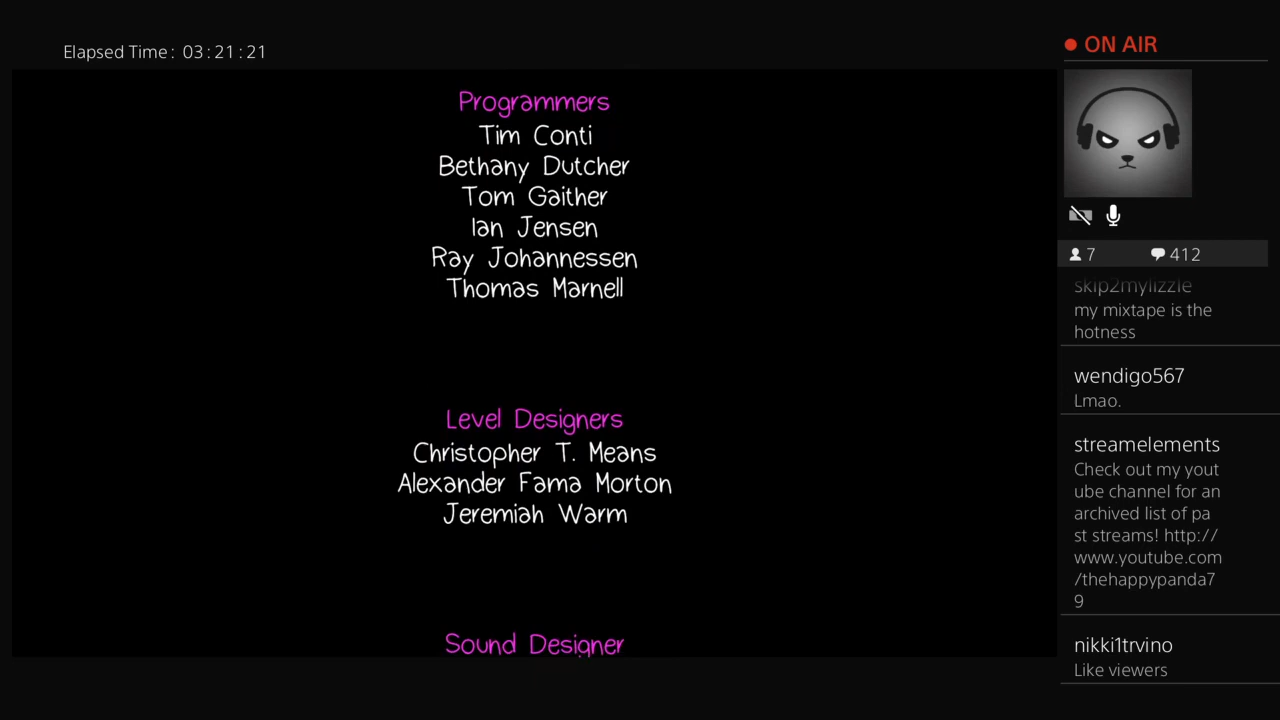 Elapsed Time: 03:21:21
Programmers
Tim Conti
Bethany Dutcher
Tom Gaither
Ian Jensen
Ray Johannessen
Thomas Marnell
Level Designers
Christopher T. Means
Alexander Fama Morton
Jeremiah Warm
Sound Designer
ON AIR
7
412
skip2mylizzle
my mixtape is the
hotness
wendigo567
Lmao.
streamelements
Check out my yout
ube channel for an
archived list of pa
st streams! http://
www.youtube.com
/thehappypanda7
9
nikki1trvino
Like viewers